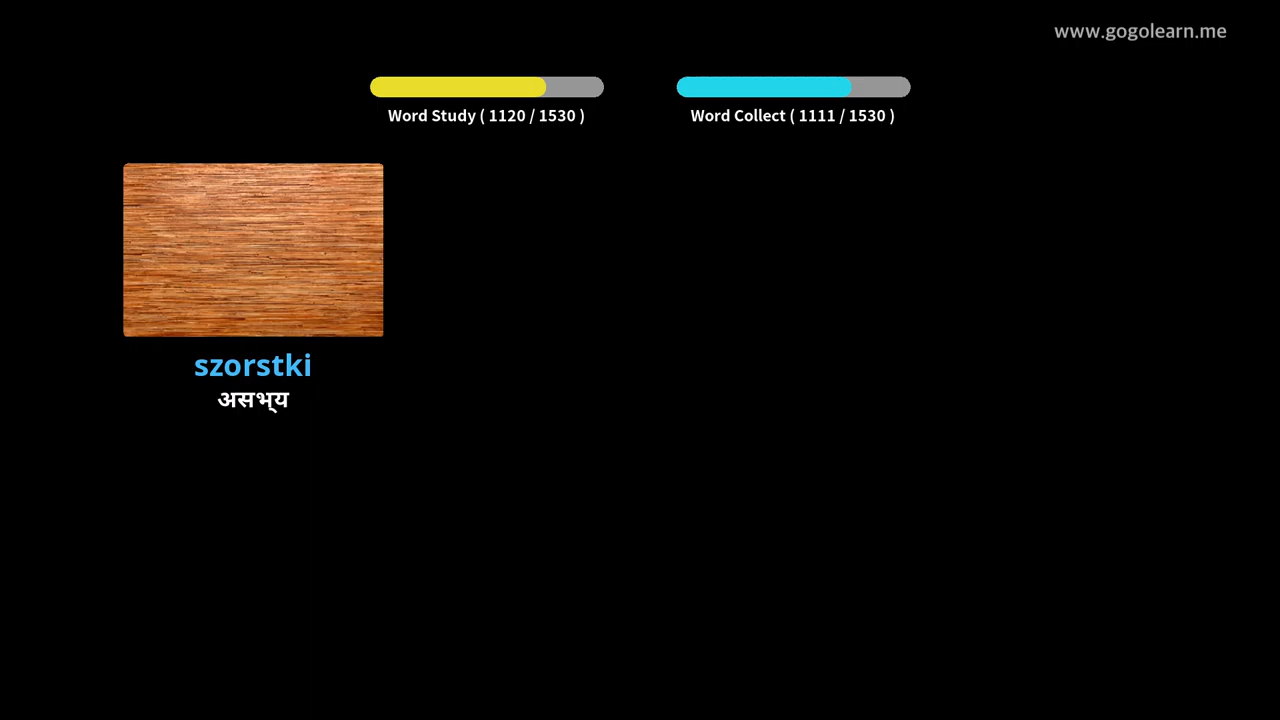 www.gogolearn.me
Word Study ( 1120 / 1530 )
Word Collect ( 1111 / 1530 )
szorstki
असभ्य